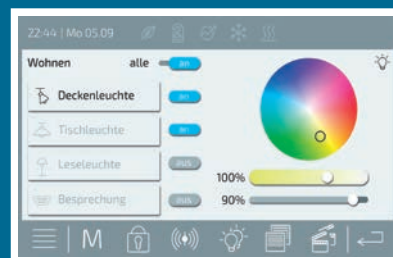 22:44 | Mo 05.09
Wohnen alle an
Deckenleuchte an
Tischleuchte an
Leseleuchte aus
Besprechung aus
100%
90%
M